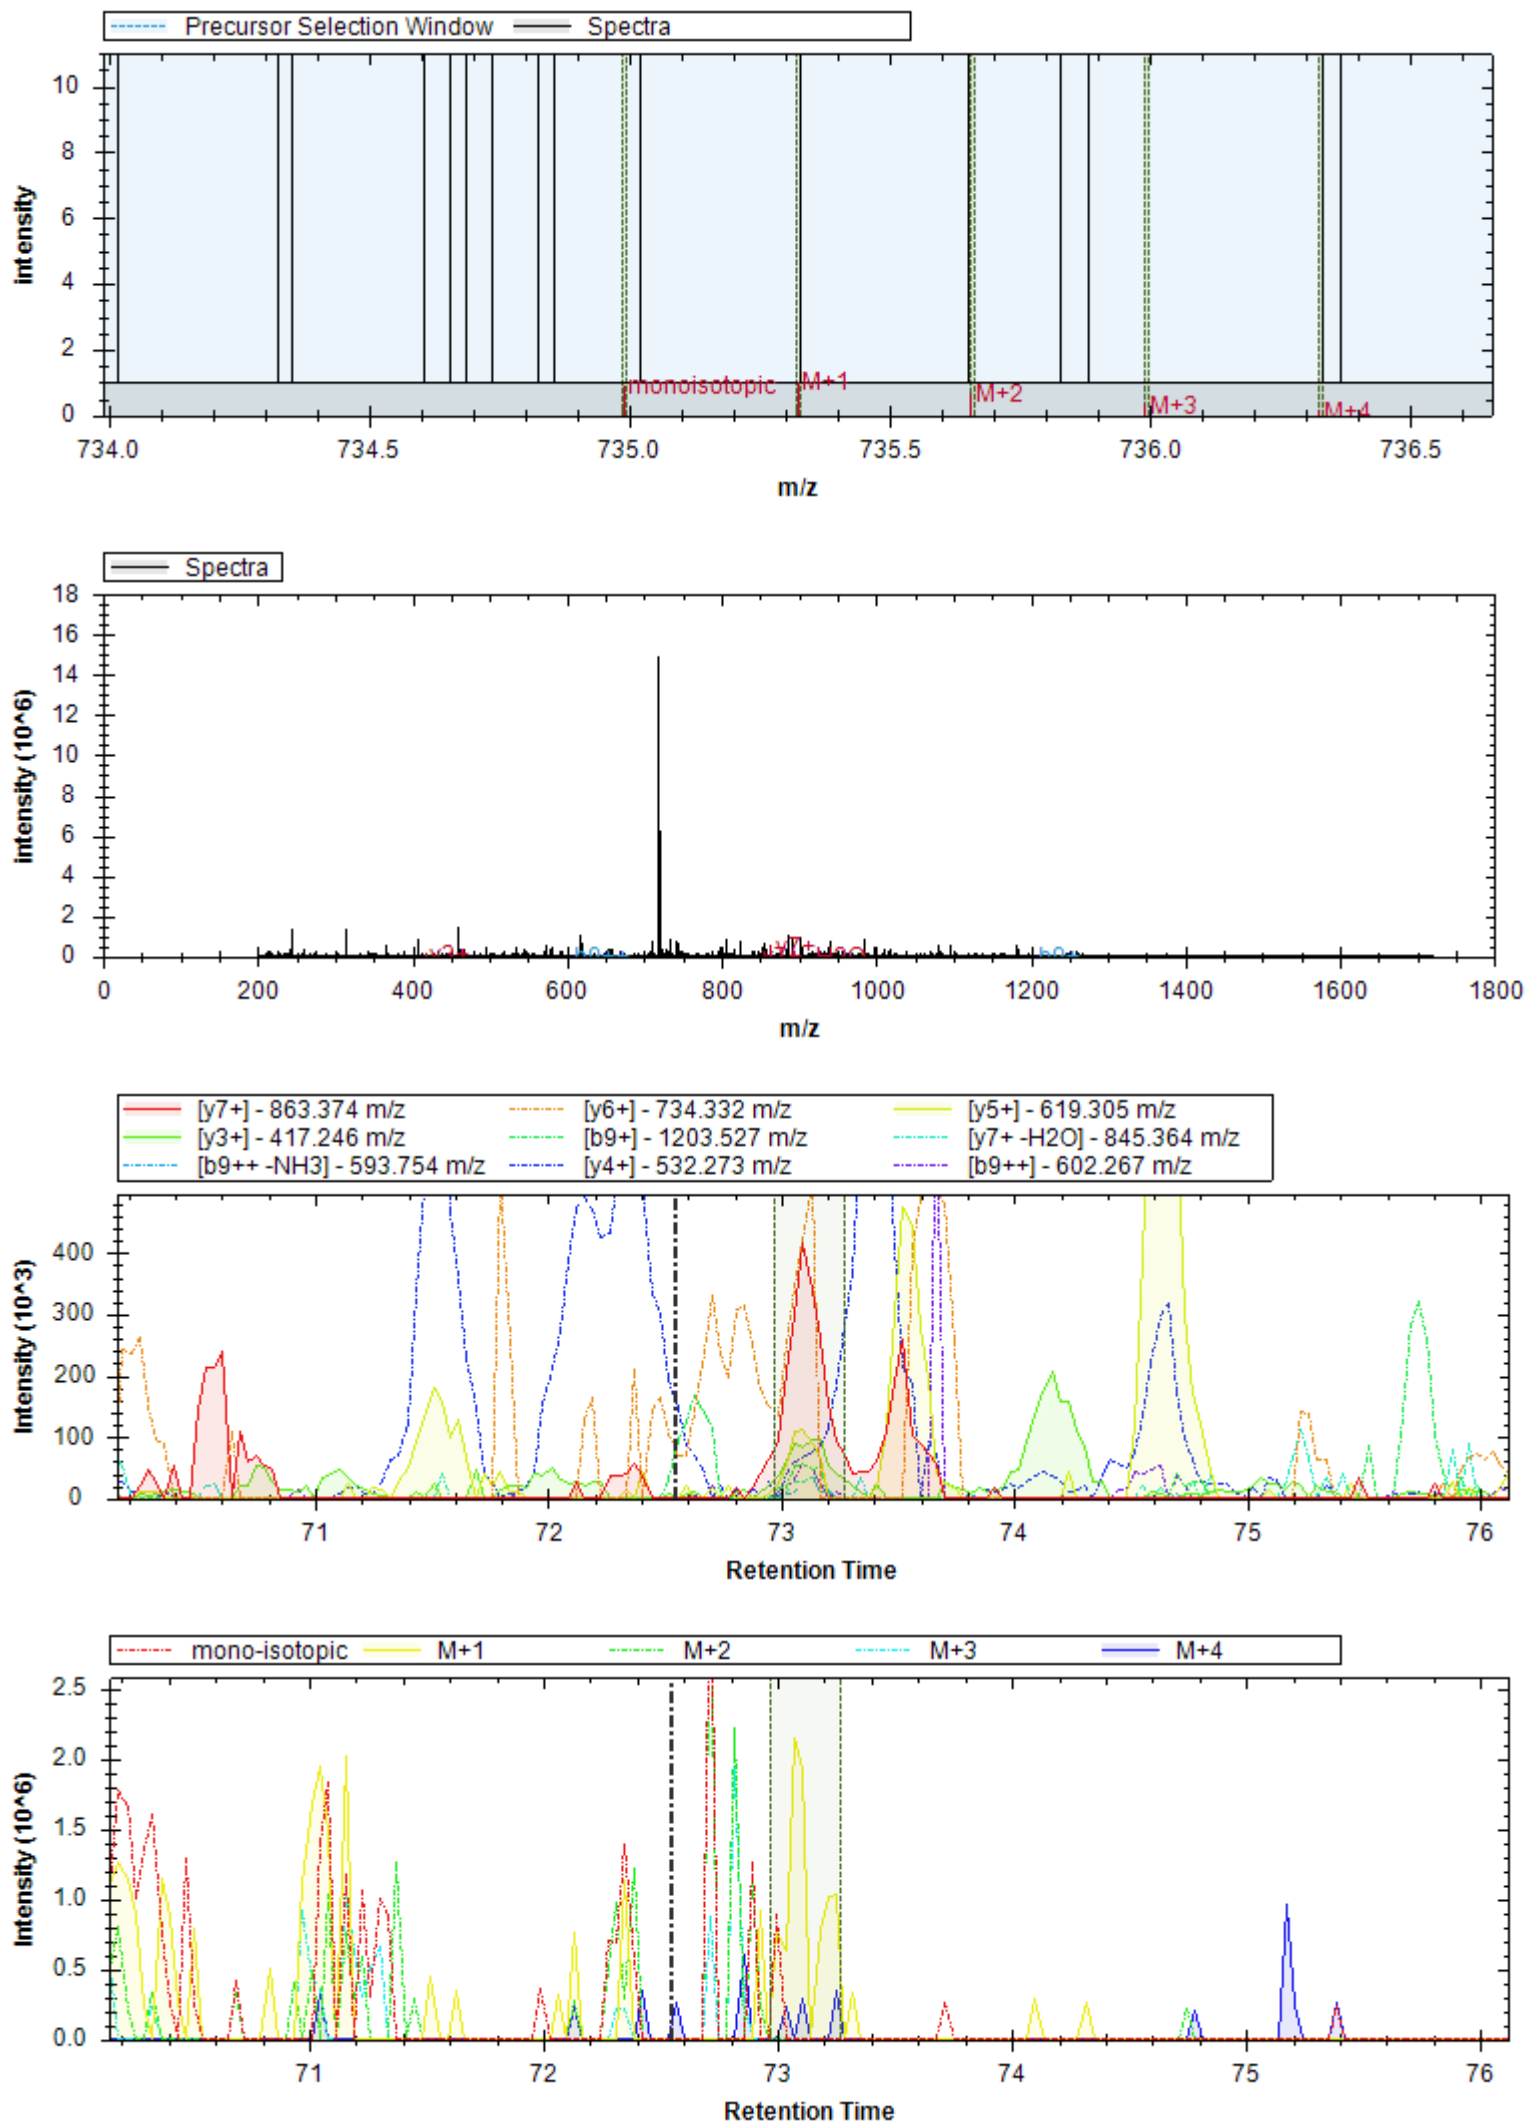 Precursor Selection Window Spectra
10
8
6
4
2
0
intensity
monoisotopic M+1 M+2 M+3 M+4
734.0 734.5 735.0 735.5 736.0 736.5
m/z
Spectra
18
16
14
12
10
8
6
4
2
0
intensity (10^6)
y7+
0 200 400 600 800 1000 1200 1400 1600 1800
m/z
[y7+] - 863.374 m/z [y6+] - 734.332 m/z [y5+] - 619.305 m/z
[y3+] - 417.246 m/z [b9+] - 1203.527 m/z [y7+ -H2O] - 845.364 m/z
[b9++ -NH3] - 593.754 m/z [y4+] - 532.273 m/z [b9++] - 602.267 m/z
400
300
200
100
0
Intensity (10^3)
71 72 73 74 75 76
Retention Time
mono-isotopic M+1 M+2 M+3 M+4
2.5
2.0
1.5
1.0
0.5
0.0
Intensity (10^6)
71 72 73 74 75 76
Retention Time